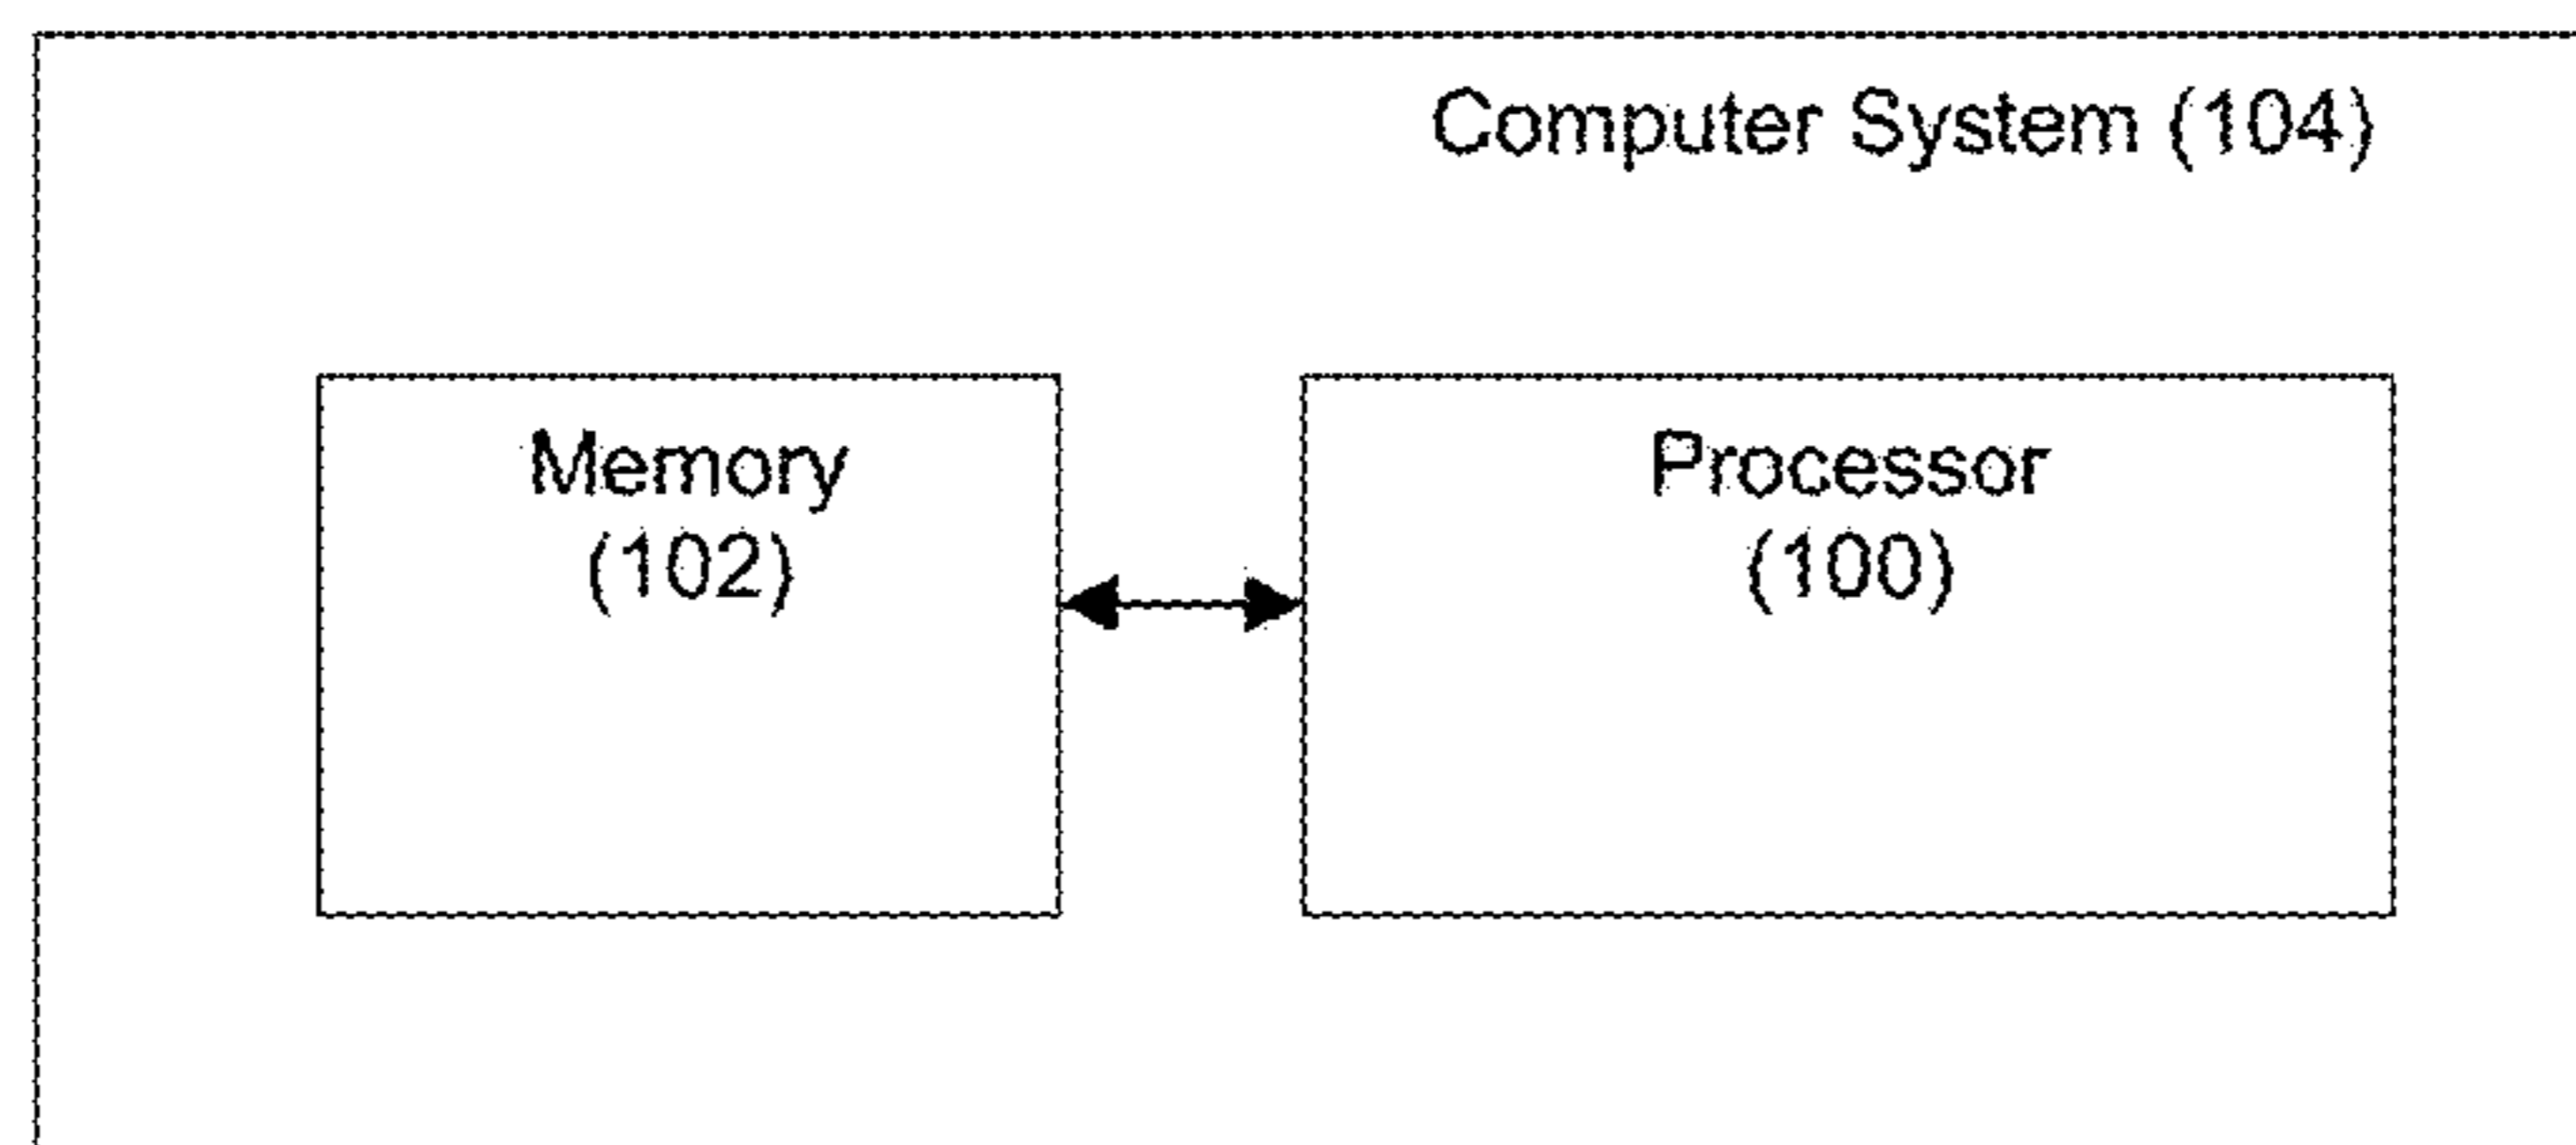 Computer System (104)
Memory
(102)
Processor
(100)